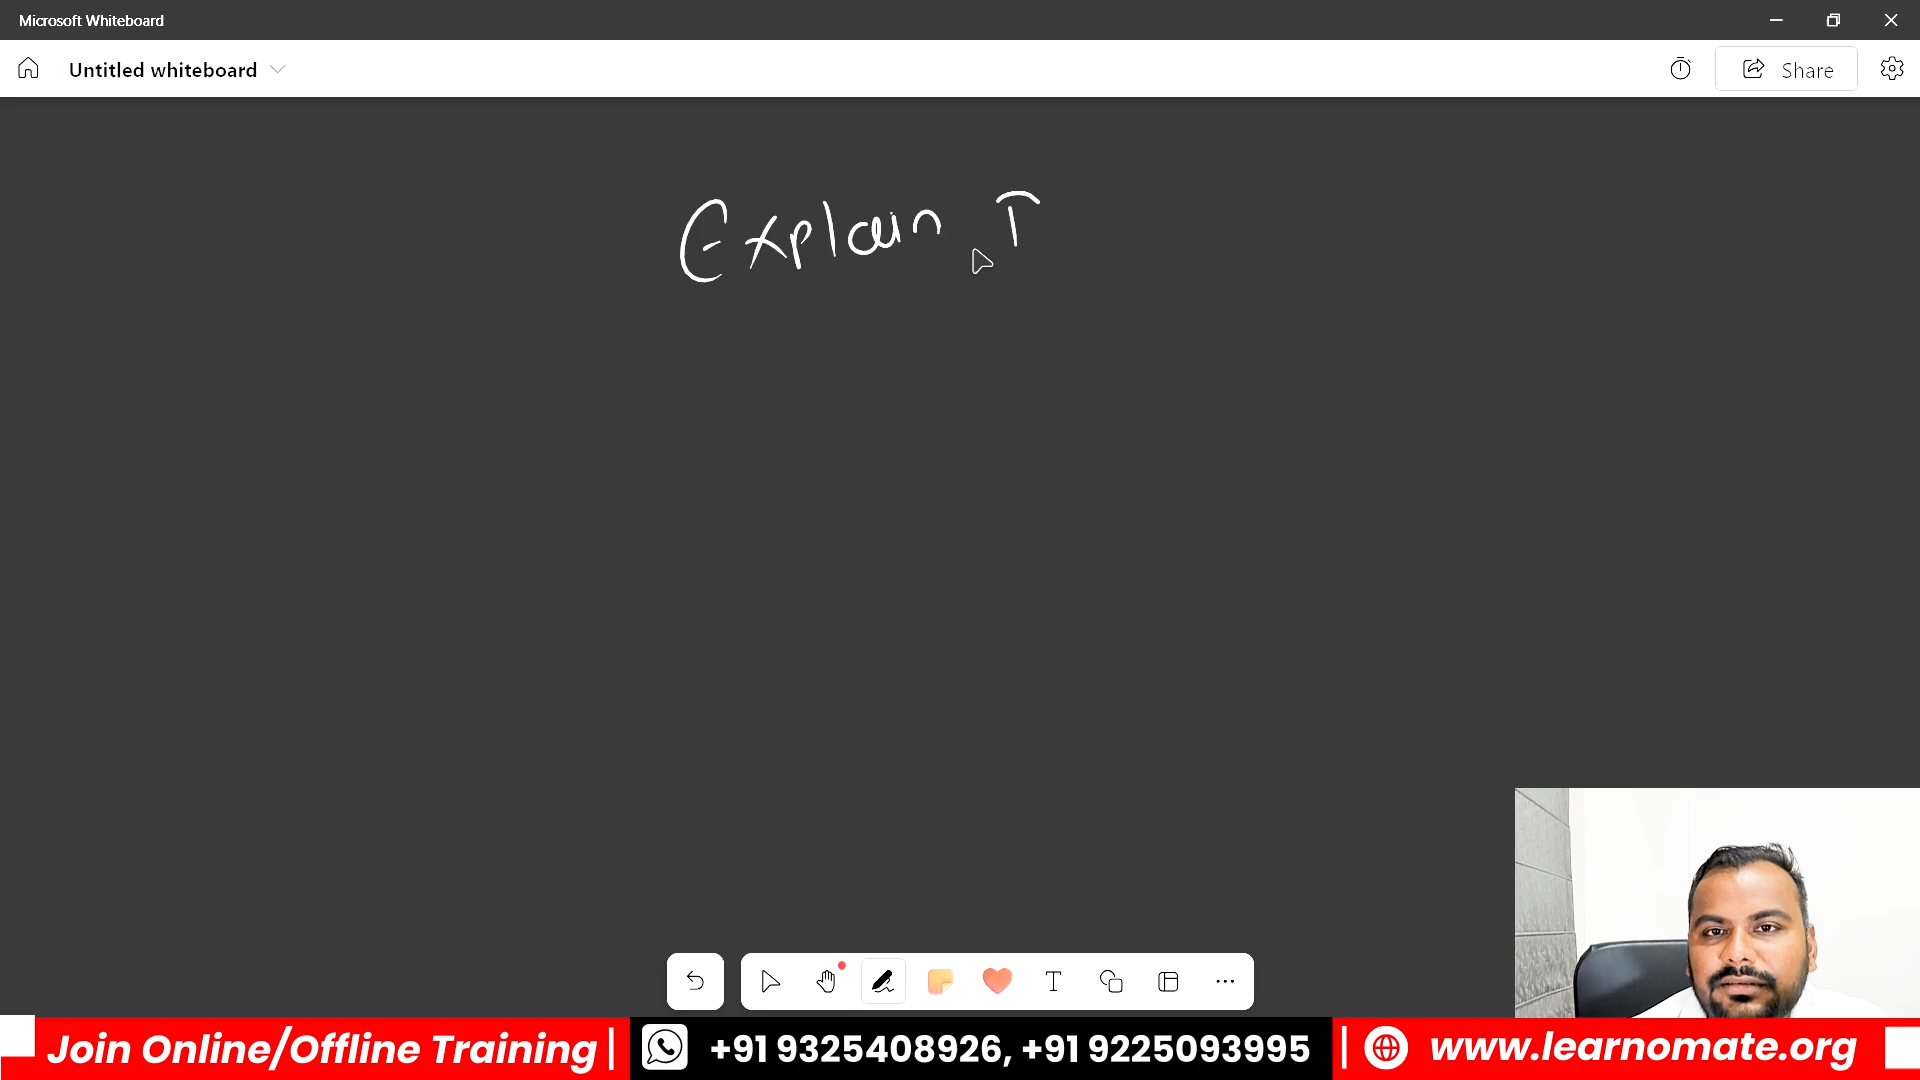 Microsoft Whiteboard
Untitled whiteboard
Share
Explain T
Join Online/Offline Training | +91 9325408926, +91 9225093995 | www.learnomate.org